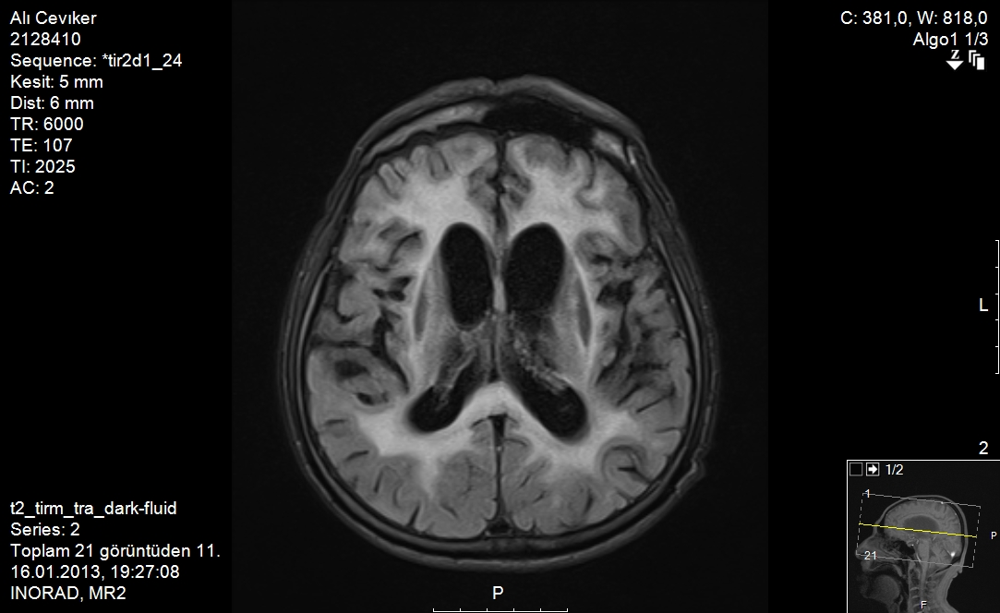 Alı Cevıker
2128410
Sequence: *tir2d1_24
Kesit: 5 mm
Dist: 6 mm
TR: 6000
TE: 107
TI: 2025
AC: 2
C: 381,0, W: 818,0
Algo1 1/3
Z
L
2
t2_tirm_tra_dark-fluid
Series: 2
Toplam 21 görüntüden 11.
16.01.2013, 19:27:08
INORAD, MR2
P
1/2
1
P
21
F